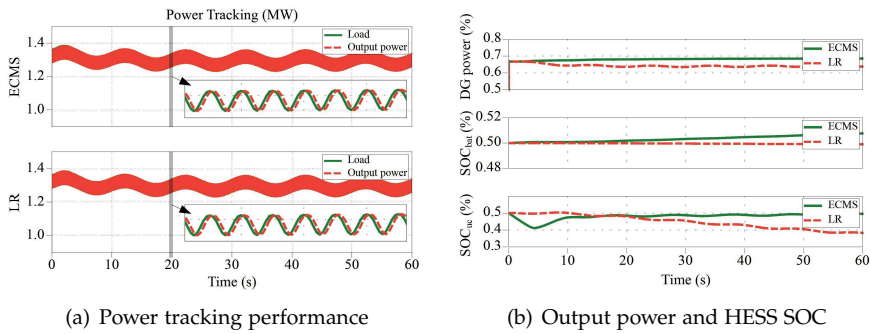 Power Tracking (MW)
ECMS
1.4
1.2
1.0
Load
Output power
LR
1.4
1.2
1.0
Load
Output power
0 10 20 30 40 50 60
Time (s)
(a) Power tracking performance
DG power (%)
0.8
0.7
0.6
0.5
ECMS
LR
SOCbat (%)
0.52
0.50
0.48
ECMS
LR
SOCuc (%)
0.5
0.4
0.3
ECMS
LR
0 10 20 30 40 50 60
Time (s)
(b) Output power and HESS SOC